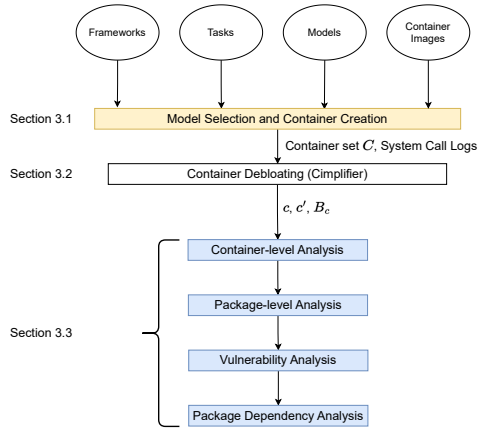 Frameworks
Tasks
Models
Container
Images
Section 3.1
Model Selection and Container Creation
Container set C, System Call Logs
Section 3.2
Container Debloating (Cimplifier)
c, c′, B_c
Container-level Analysis
Package-level Analysis
Section 3.3
Vulnerability Analysis
Package Dependency Analysis